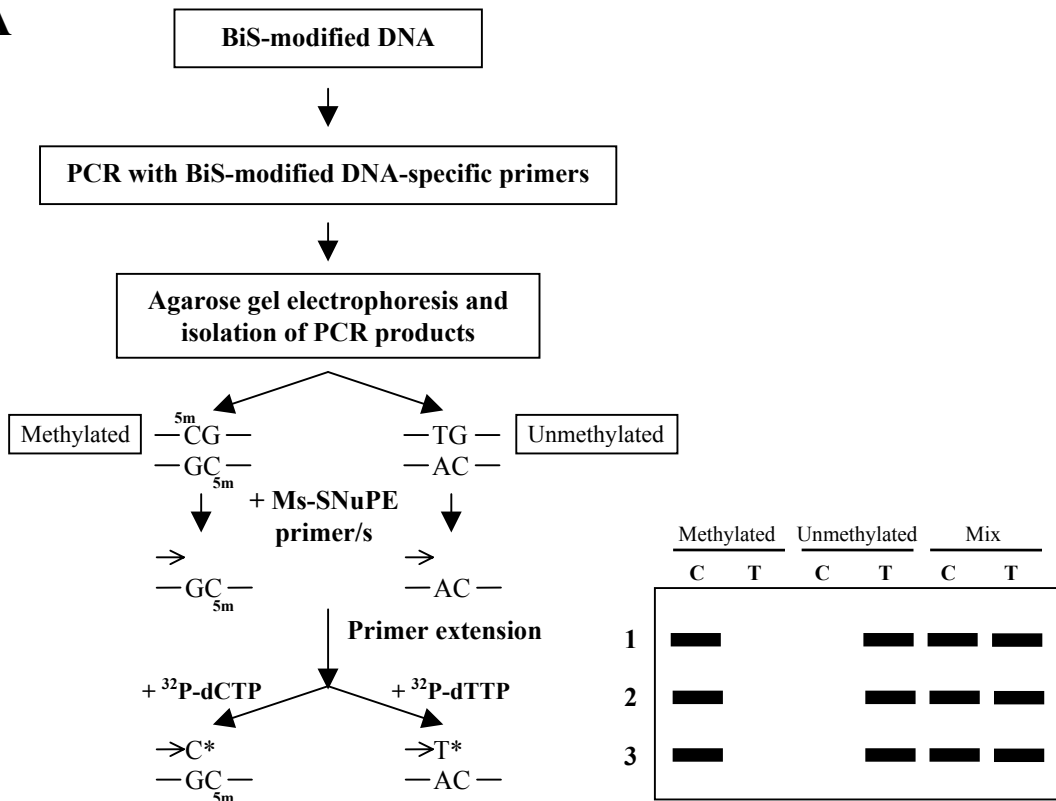 A
BiS-modified DNA
PCR with BiS-modified DNA-specific primers
Agarose gel electrophoresis and
isolation of PCR products
Methylated
5m
—CG—
—GC—
5m
—TG—
—AC—
Unmethylated
+ Ms-SNuPE
primer/s
—GC—
5m
—AC—
Primer extension
+ ³²P-dCTP
+ ³²P-dTTP
C*
—GC—
5m
T*
—AC—
Methylated Unmethylated Mix
C T C T C T
1
2
3